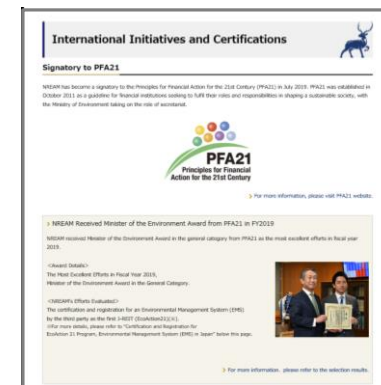 International Initiatives and Certifications
Signatory to PFA21
NREAM has become a signatory to the Principles for Financial Action for the 21st Century (PFA21) in July 2019. PFA21 was established in
October 2011 as a guideline for financial institutions seeking to fulfil their roles and responsibilities in shaping a sustainable society, with
the Ministry of Environment taking on the role of secretariat.
PFA21
Principles for Financial
Action for the 21st Century
For more information, please visit PFA21 website.
NREAM Received Minister of the Environment Award from PFA21 in FY2019
NREAM received Minister of the Environment Award in the general category from PFA21 as the most excellent efforts in fiscal year
2019.
<Award Details>
The Most Excellent Efforts in Fiscal Year 2019,
Minister of the Environment Award in the General Category
<NREAM's Efforts Evaluated>
The certification and registration for an Environmental Management System (EMS)
by the third party as the first J-REIT (EcoAction21)(※).
※For more details, please refer to "Certification and Registration for
EcoAction 21 Program, Environmental Management System (EMS) in Japan" below this page.
For more information, please refer to the selection results.